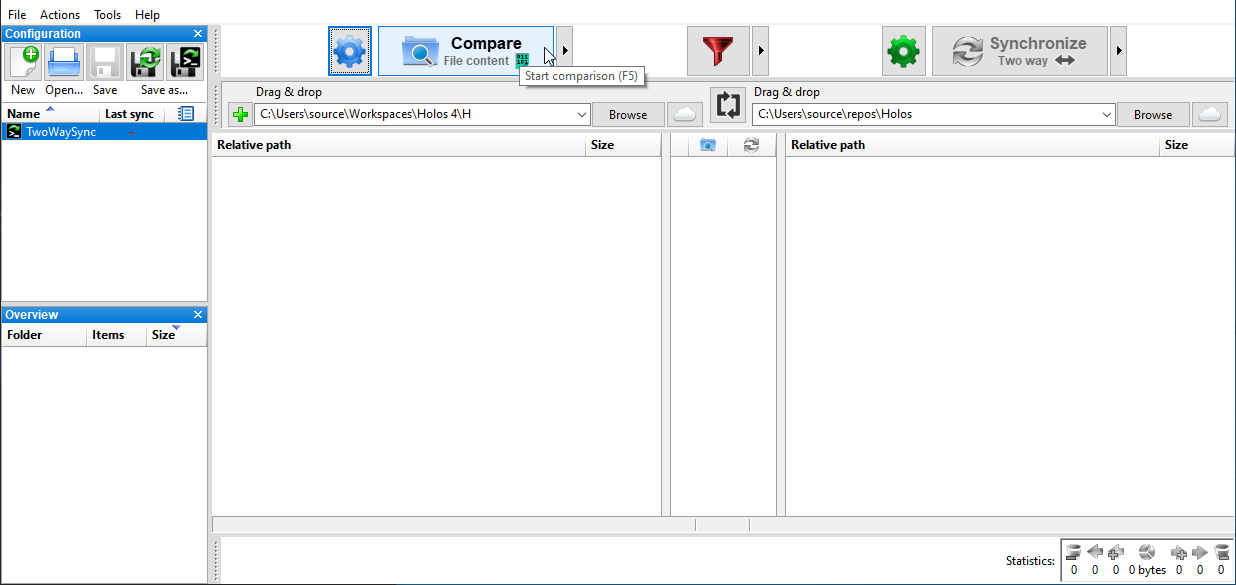 File Actions Tools Help
Configuration
New Open... Save Save as...
Name Last sync
TwoWaySync -
Overview
Folder Items Size
Compare
File content
011
101
Start comparison (F5)
Synchronize
Two way
Drag & drop
C:\Users\source\Workspaces\Holos 4\H
Browse
Drag & drop
C:\Users\source\repos\Holos
Browse
Relative path Size
Relative path Size
Statistics:
0 0 0 0 bytes 0 0 0